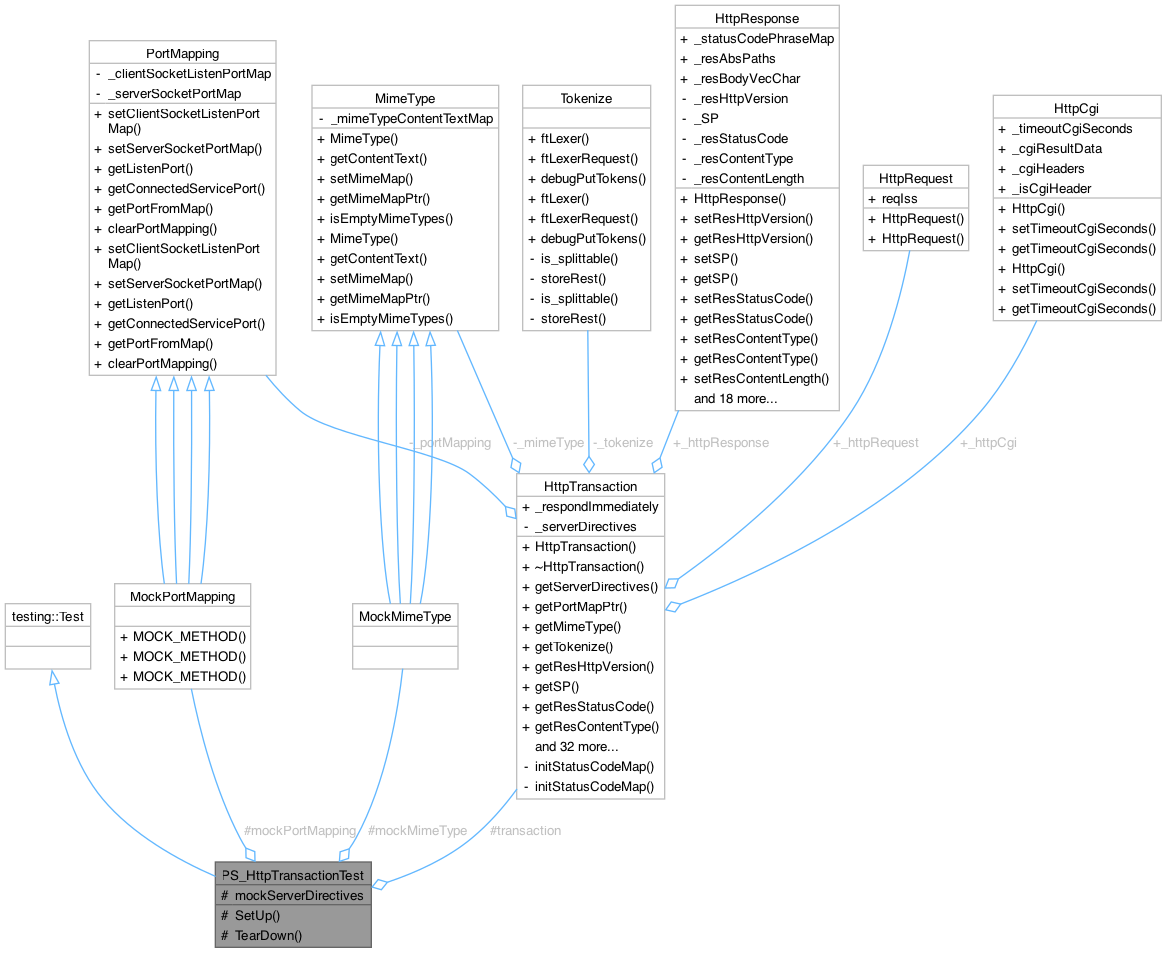 PortMapping
- _clientSocketListenPortMap
- _serverSocketPortMap
+ setClientSocketListenPort
Map()
+ setServerSocketPortMap()
+ getListenPort()
+ getConnectedServicePort()
+ getPortFromMap()
+ clearPortMapping()
+ setClientSocketListenPort
Map()
+ setServerSocketPortMap()
+ getListenPort()
+ getConnectedServicePort()
+ getPortFromMap()
+ clearPortMapping()
MimeType
- _mimeTypeContentTextMap
+ MimeType()
+ getContentText()
+ setMimeMap()
+ getMimeMapPtr()
+ isEmptyMimeTypes()
+ MimeType()
+ getContentText()
+ setMimeMap()
+ getMimeMapPtr()
+ isEmptyMimeTypes()
Tokenize
+ ftLexer()
+ ftLexerRequest()
+ debugPutTokens()
+ ftLexer()
+ ftLexerRequest()
+ debugPutTokens()
- is_splittable()
- storeRest()
- is_splittable()
- storeRest()
HttpResponse
+ _statusCodePhraseMap
+ _resAbsPaths
+ _resBodyVecChar
- _resHttpVersion
- _SP
- _resStatusCode
- _resContentType
- _resContentLength
+ HttpResponse()
+ setResHttpVersion()
+ getResHttpVersion()
+ setSP()
+ getSP()
+ setResStatusCode()
+ getResStatusCode()
+ setResContentType()
+ getResContentType()
+ setResContentLength()
and 18 more...
HttpRequest
+ reqIss
+ HttpRequest()
+ HttpRequest()
HttpCgi
+ _timeoutCgiSeconds
+ _cgiResultData
+ _cgiHeaders
+ _isCgiHeader
+ HttpCgi()
+ setTimeoutCgiSeconds()
+ getTimeoutCgiSeconds()
+ HttpCgi()
+ setTimeoutCgiSeconds()
+ getTimeoutCgiSeconds()
-_portMapping
-_mimeType
-_tokenize
+_httpResponse
+_httpRequest
+_httpCgi
HttpTransaction
+ _respondImmediately
- _serverDirectives
+ HttpTransaction()
+ ~HttpTransaction()
+ getServerDirectives()
+ getPortMapPtr()
+ getMimeType()
+ getTokenize()
+ getResHttpVersion()
+ getSP()
+ getResStatusCode()
+ getResContentType()
and 32 more...
- initStatusCodeMap()
- initStatusCodeMap()
testing::Test
MockPortMapping
+ MOCK_METHOD()
+ MOCK_METHOD()
+ MOCK_METHOD()
MockMimeType
#mockPortMapping
#mockMimeType
#transaction
PS_HttpTransactionTest
# mockServerDirectives
# SetUp()
# TearDown()